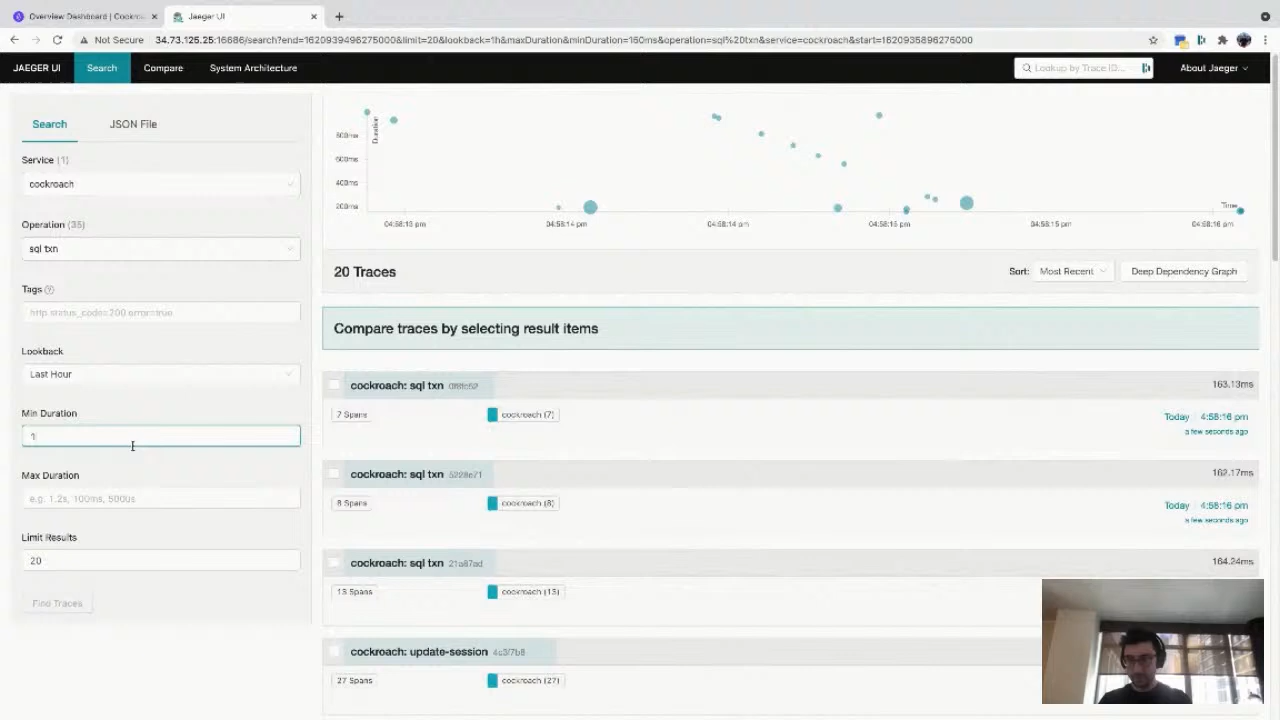 Overview Dashboard | Cockro
Jaeger UI
Not Secure 34.73.125.25:16686/search?end=1620939496275000&limit=20&lookback=1h&maxDuration&minDuration=160ms&operation=sql%20txn&service=cockroach&start=1620935896275000
JAEGER UI
Search
Compare
System Architecture
Lookup by Trace ID...
About Jaeger
Search
JSON File
Service (1)
cockroach
Operation (35)
sql txn
Tags
http.status_code=200 error=true
Lookback
Last Hour
Min Duration
1
Max Duration
e.g. 1.2s, 100ms, 500us
Limit Results
20
Find Traces
Duration
800ms
600ms
400ms
200ms
Time
04:58:13 pm
04:58:14 pm
04:58:14 pm
04:58:15 pm
04:58:15 pm
04:58:16 pm
20 Traces
Sort: Most Recent
Deep Dependency Graph
Compare traces by selecting result items
cockroach: sql txn
163.13ms
7 Spans
cockroach (7)
Today 4:58:16 pm
a few seconds ago
cockroach: sql txn 5228e71
162.17ms
8 Spans
cockroach (8)
Today 4:58:16 pm
a few seconds ago
cockroach: sql txn 21a87ad
164.24ms
13 Spans
cockroach (13)
cockroach: update-session
27 Spans
cockroach (27)